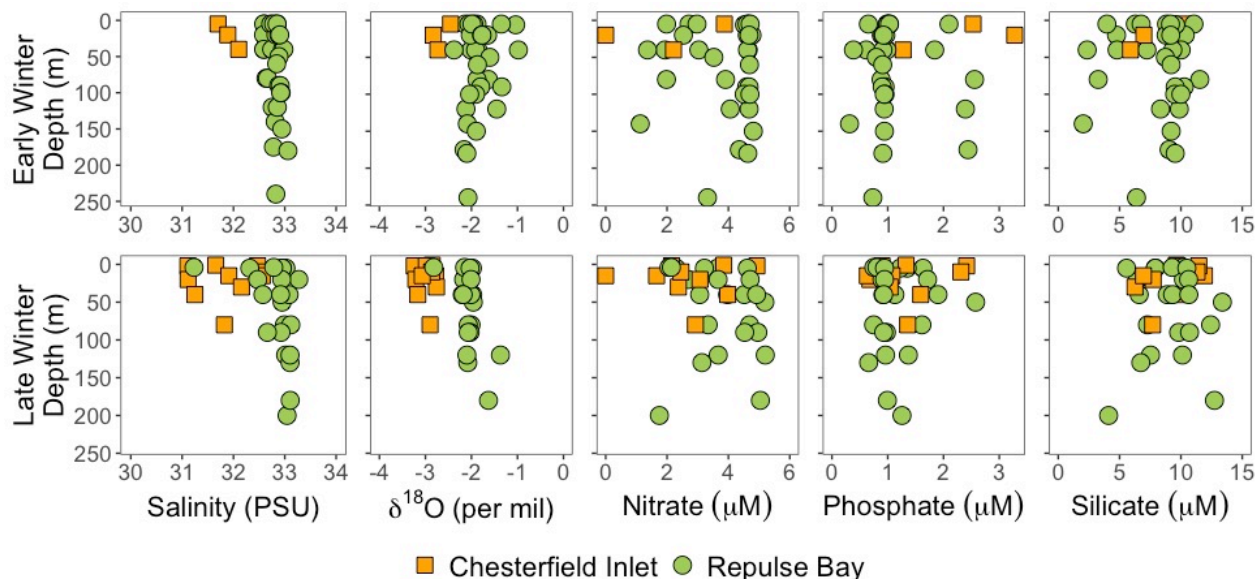 Early Winter
Depth (m)
0
50
100
150
200
250
30 31 32 33 34
-4 -3 -2 -1 0
0 2 4 6
0 1 2 3
0 5 10 15
Late Winter
Depth (m)
0
50
100
150
200
250
30 31 32 33 34
-4 -3 -2 -1 0
0 2 4 6
0 1 2 3
0 5 10 15
Salinity (PSU) δ¹⁸O (per mil) Nitrate (μM) Phosphate (μM) Silicate (μM)
Chesterfield Inlet Repulse Bay